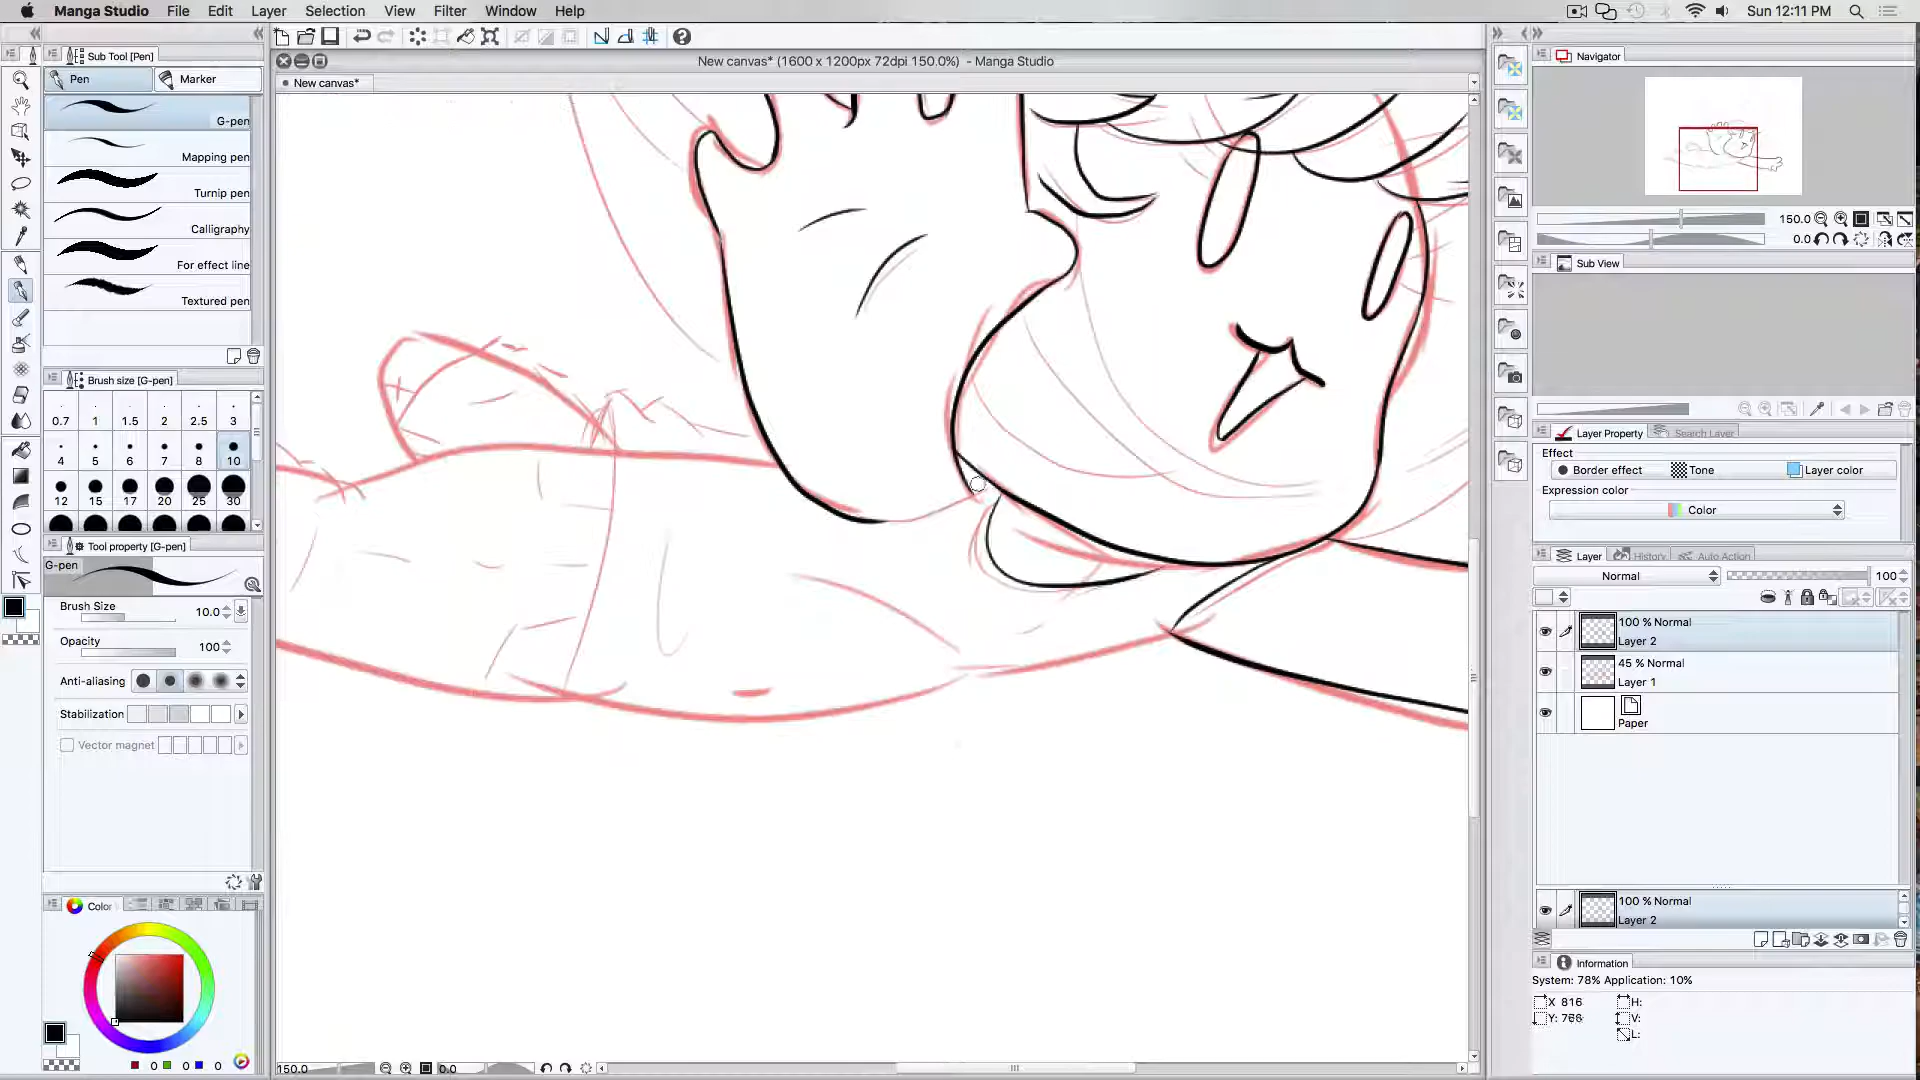 Manga Studio File Edit Layer Selection View Filter Window Help Sun 12:11 PM
Sub Tool [Pen]
Pen Marker
G-pen
Mapping pen
Turnip pen
Calligraphy
For effect line
Textured pen
Brush size [G-pen]
0.7 1 1.5 2 2.5 3
4 5 6 7 8 10
12 15 17 20 25 30
Tool property [G-pen]
G-pen
Brush Size 10.0
Opacity 100
Anti-aliasing
Stabilization
Vector magnet
Color
0 0 0
New canvas* (1600 x 1200px 72dpi 150.0%) - Manga Studio
New canvas*
150.0 0.0
Navigator
150.0
0.0
Sub View
Layer Property Search Layer
Effect
Border effect Tone Layer color
Expression color
Color
Layer History Auto Action
Normal 100
100 % Normal
Layer 2
45 % Normal
Layer 1
Paper
100 % Normal
Layer 2
Information
System: 78% Application: 10%
X 816 H:
Y: 766 V:
L: